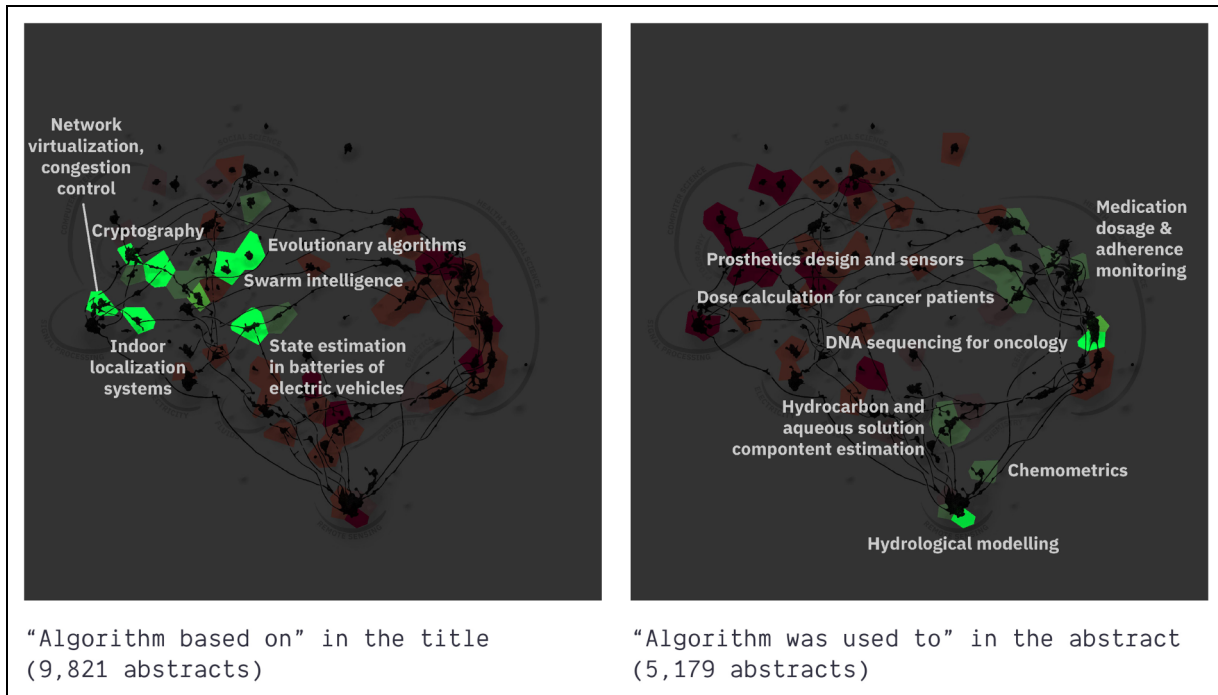 Network
virtualization,
congestion
control
Cryptography
Evolutionary algorithms
Swarm intelligence
Indoor
localization
systems
State estimation
in batteries of
electric vehicles
“Algorithm based on” in the title
(9,821 abstracts)
Medication
dosage &
adherence
monitoring
Prosthetics design and sensors
Dose calculation for cancer patients
DNA sequencing for oncology
Hydrocarbon and
aqueous solution
compontent estimation
Chemometrics
Hydrological modelling
“Algorithm was used to” in the abstract
(5,179 abstracts)